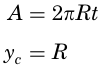 A = 2πRt
y_c = R